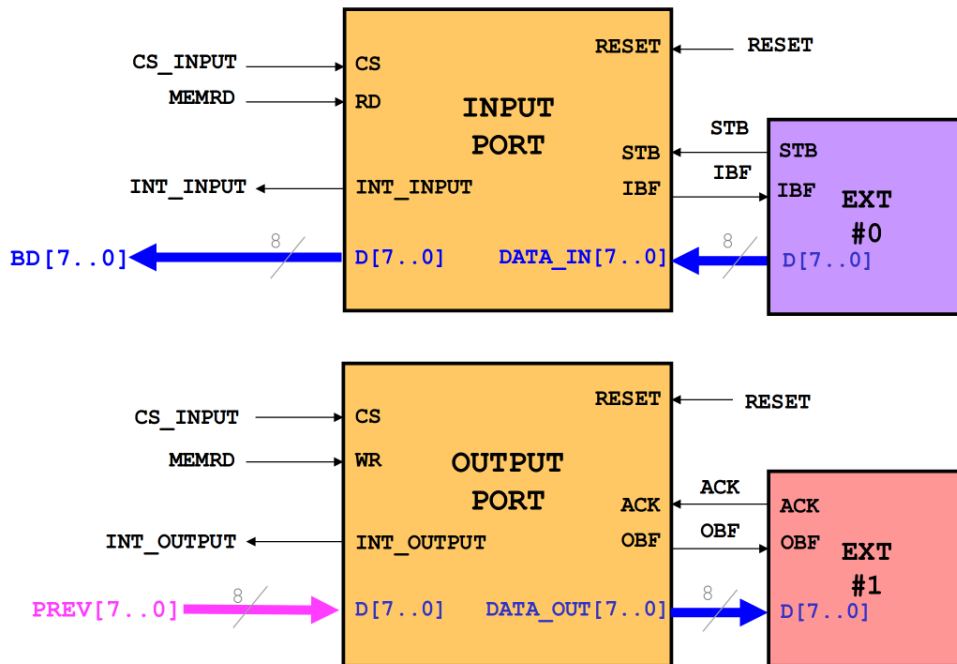 RESET
RESET
CS_INPUT
CS
MEMRD
RD
INPUT
PORT
STB
STB
STB
IBF
INT_INPUT
INT_INPUT
IBF
IBF
EXT
#0
8
8
BD[7..0]
D[7..0]
DATA_IN[7..0]
D[7..0]
RESET
RESET
CS_INPUT
CS
MEMRD
WR
OUTPUT
PORT
ACK
ACK
ACK
OBF
INT_OUTPUT
INT_OUTPUT
OBF
OBF
EXT
#1
8
8
PREV[7..0]
D[7..0]
DATA_OUT[7..0]
D[7..0]